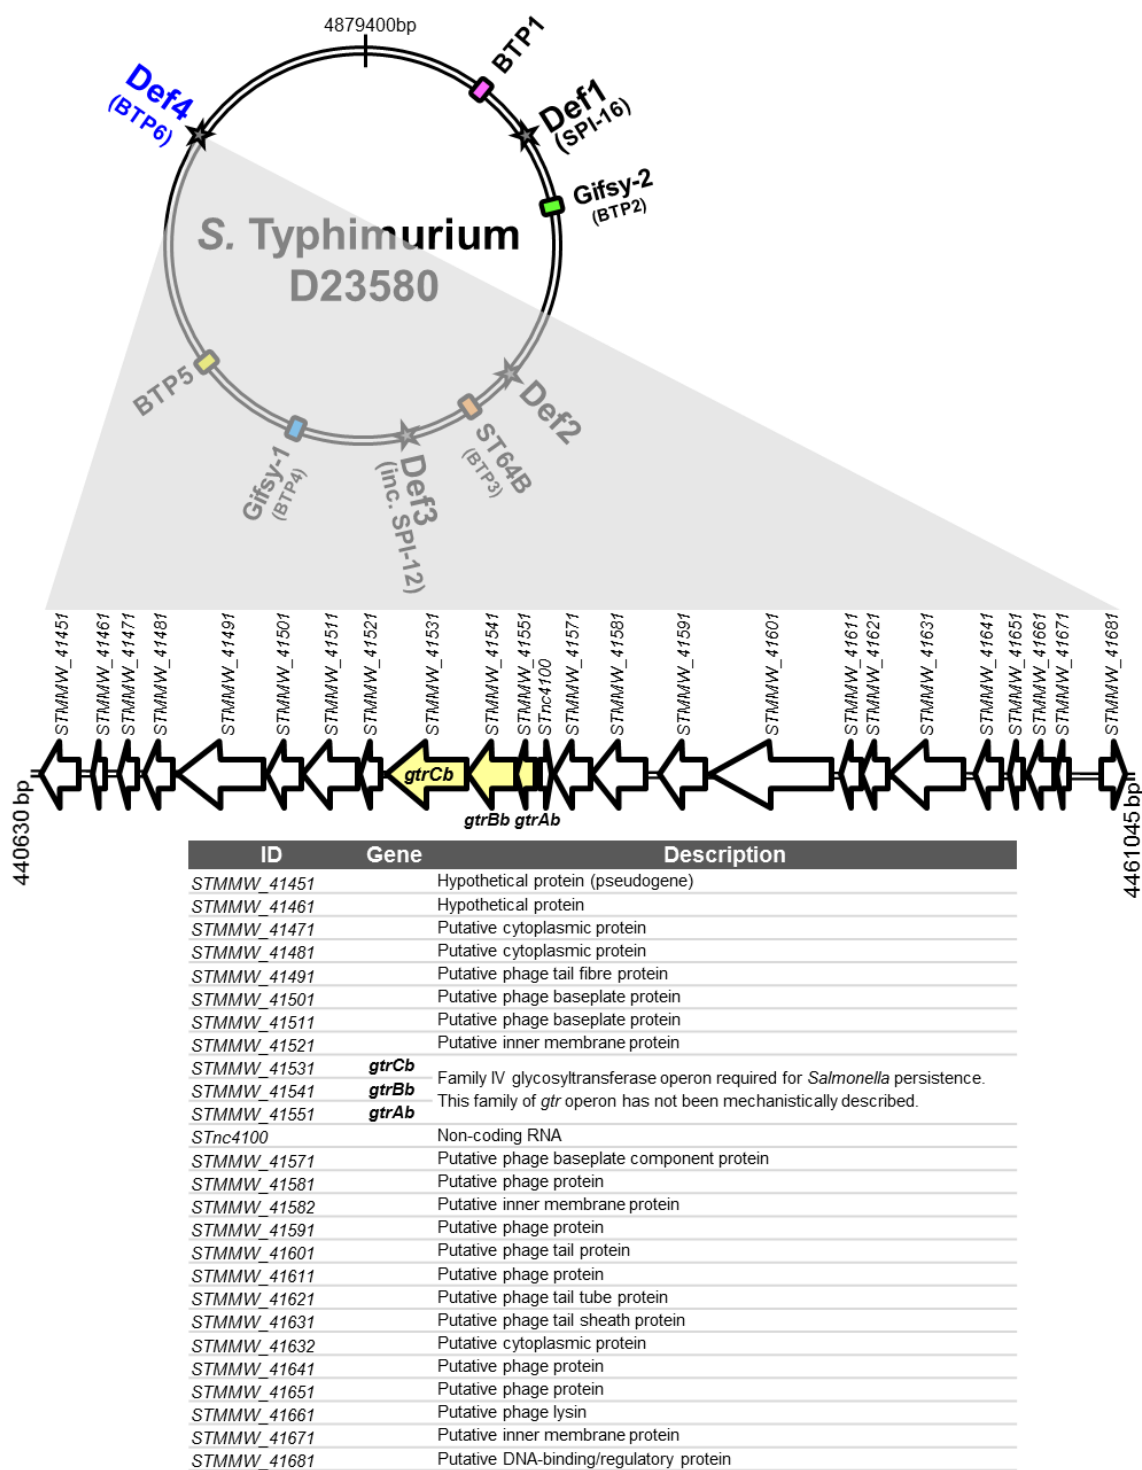 4879400bp
BTP1
Def1
(SPI-16)
Gifsy-2
(BTP2)
Def4
(BTP6)
S. Typhimurium
D23580
Def2
ST64B
(BTP3)
Def3
(inc. SPI-12)
Gifsy-1
(BTP4)
BTP5
STMMW_41451
STMMW_41461
STMMW_41471
STMMW_41481
STMMW_41491
STMMW_41501
STMMW_41511
STMMW_41521
STMMW_41531
STMMW_41541
STMMW_41551
STnc4100
STMMW_41571
STMMW_41581
STMMW_41591
STMMW_41601
STMMW_41611
STMMW_41621
STMMW_41631
STMMW_41641
STMMW_41651
STMMW_41661
STMMW_41671
STMMW_41681
gtrCb
gtrBb gtrAb
440630 bp
4461045 bp
ID Gene Description
STMMW_41451 Hypothetical protein (pseudogene)
STMMW_41461 Hypothetical protein
STMMW_41471 Putative cytoplasmic protein
STMMW_41481 Putative cytoplasmic protein
STMMW_41491 Putative phage tail fibre protein
STMMW_41501 Putative phage baseplate protein
STMMW_41511 Putative phage baseplate protein
STMMW_41521 Putative inner membrane protein
STMMW_41531 gtrCb
Family IV glycosyltransferase operon required for Salmonella persistence.
STMMW_41541 gtrBb
This family of gtr operon has not been mechanistically described.
STMMW_41551 gtrAb
STnc4100 Non-coding RNA
STMMW_41571 Putative phage baseplate component protein
STMMW_41581 Putative phage protein
STMMW_41582 Putative inner membrane protein
STMMW_41591 Putative phage protein
STMMW_41601 Putative phage tail protein
STMMW_41611 Putative phage protein
STMMW_41621 Putative phage tail tube protein
STMMW_41631 Putative phage tail sheath protein
STMMW_41632 Putative cytoplasmic protein
STMMW_41641 Putative phage protein
STMMW_41651 Putative phage protein
STMMW_41661 Putative phage lysin
STMMW_41671 Putative inner membrane protein
STMMW_41681 Putative DNA-binding/regulatory protein